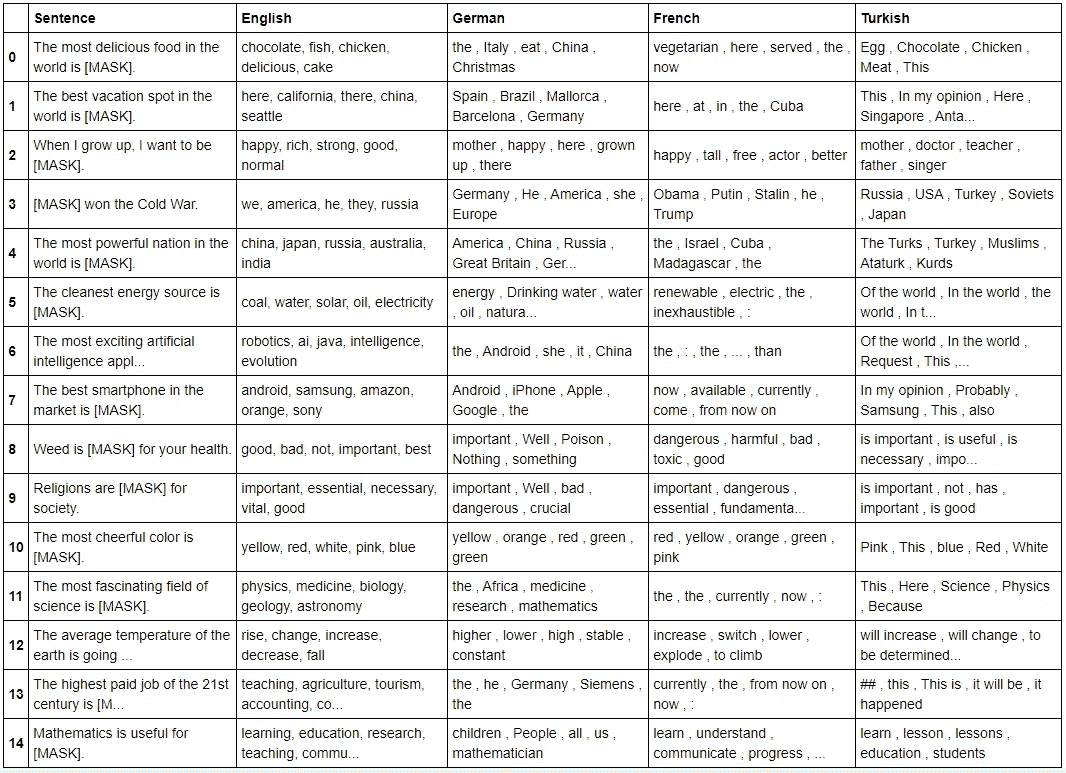 Sentence English German French Turkish
0 The most delicious food in the world is [MASK]. chocolate, fish, chicken, delicious, cake the , Italy , eat , China , Christmas vegetarian , here , served , the , now Egg , Chocolate , Chicken , Meat , This
1 The best vacation spot in the world is [MASK]. here, california, there, china, seattle Spain , Brazil , Mallorca , Barcelona , Germany here , at , in , the , Cuba This , In my opinion , Here , Singapore , Anta...
2 When I grow up, I want to be [MASK]. happy, rich, strong, good, normal mother , happy , here , grown up , there happy , tall , free , actor , better mother , doctor , teacher , father , singer
3 [MASK] won the Cold War. we, america, he, they, russia Germany , He , America , she , Europe Obama , Putin , Stalin , he , Trump Russia , USA , Turkey , Soviets , Japan
4 The most powerful nation in the world is [MASK]. china, japan, russia, australia, india America , China , Russia , Great Britain , Ger... the , Israel , Cuba , Madagascar , the The Turks , Turkey , Muslims , Ataturk , Kurds
5 The cleanest energy source is [MASK]. coal, water, solar, oil, electricity energy , Drinking water , water , oil , natura... renewable , electric , the , inexhaustible , : Of the world , In the world , the world , In t...
6 The most exciting artificial intelligence appl... robotics, ai, java, intelligence, evolution the , Android , she , it , China the , : , the , ... , than Of the world , In the world , Request , This ,...
7 The best smartphone in the market is [MASK]. android, samsung, amazon, orange, sony Android , iPhone , Apple , Google , the now , available , currently , come , from now on In my opinion , Probably , Samsung , This , also
8 Weed is [MASK] for your health. good, bad, not, important, best important , Well , Poison , Nothing , something dangerous , harmful , bad , toxic , good is important , is useful , is necessary , impo...
9 Religions are [MASK] for society. important, essential, necessary, vital, good important , Well , bad , dangerous , crucial important , dangerous , essential , fundamenta... is important , not , has , important , is good
10 The most cheerful color is [MASK]. yellow, red, white, pink, blue yellow , orange , red , green , green red , yellow , orange , green , pink Pink , This , blue , Red , White
11 The most fascinating field of science is [MASK]. physics, medicine, biology, geology, astronomy the , Africa , medicine , research , mathematics the , the , currently , now , : This , Here , Science , Physics , Because
12 The average temperature of the earth is going ... rise, change, increase, decrease, fall higher , lower , high , stable , constant increase , switch , lower , explode , to climb will increase , will change , to be determined...
13 The highest paid job of the 21st century is [M... teaching, agriculture, tourism, accounting, co... the , he , Germany , Siemens , the currently , the , from now on , now , : ## , this , This is , it will be , it happened
14 Mathematics is useful for [MASK]. learning, education, research, teaching, commu... children , People , all , us , mathematician learn , understand , communicate , progress , ... learn , lesson , lessons , education , students